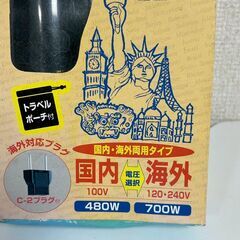 トラベル
ポーチ付
海外対応プラグ
C-2プラグ付
国内・海外両用タイプ
国内 電圧選択 海外
100V 120・240V
480W 700W